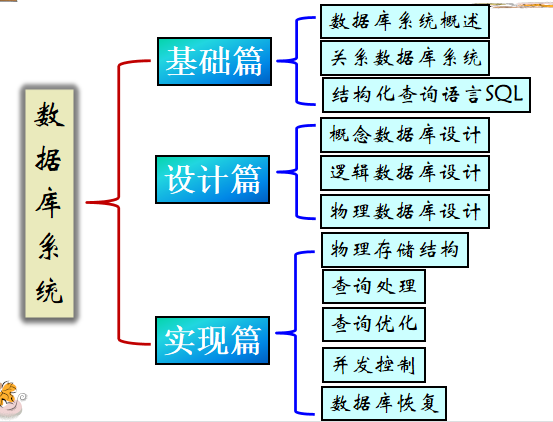 数据库系统
基础篇
数据库系统概述
关系数据库系统
结构化查询语言SQL
设计篇
概念数据库设计
逻辑数据库设计
物理数据库设计
实现篇
物理存储结构
查询处理
查询优化
并发控制
数据库恢复